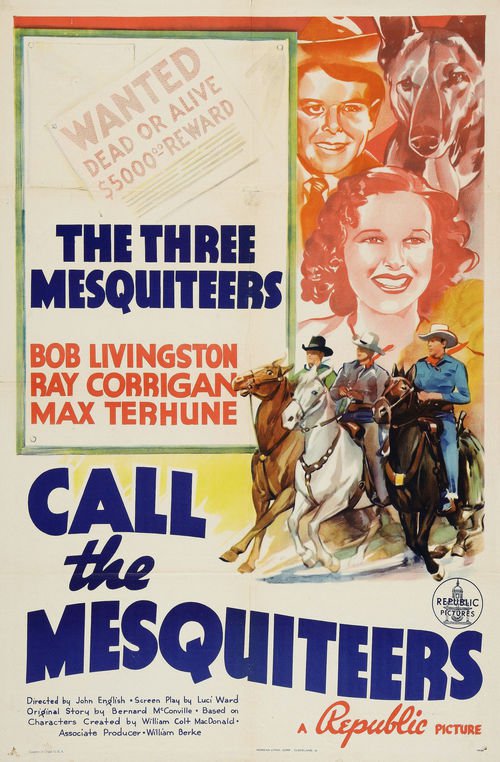 WANTED
DEAD OR ALIVE
$5000.00 REWARD
THE THREE
MESQUITEERS
BOB LIVINGSTON
RAY CORRIGAN
MAX TERHUNE
CALL
the
MESQUITEERS
REPUBLIC
PICTURES
Directed by John English • Screen Play by Luci Ward
Original Story by Bernard McConville • Based on
Characters Created by William Colt MacDonald •
Associate Producer • William Berke
A Republic PICTURE